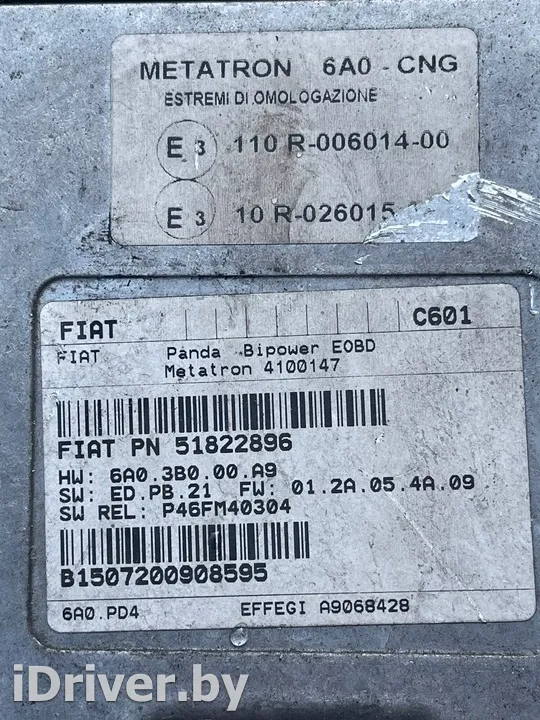 METATRON 6A0 - CNG
ESTREMI DI OMOLOGAZIONE
E 3 110 R-006014-00
E 3 10 R-026015-
FIAT C601
FIAT Panda Bipower EOBD
Metatron 4100147
FIAT PN 51822896
HW: 6A0.3B0.00.A9
SW: ED.PB.21 FW: 01.2A.05.4A.09
SW REL: P46FM40304
B1507200908595
6A0.PD4 EFFEGI A9068428
iDriver.by